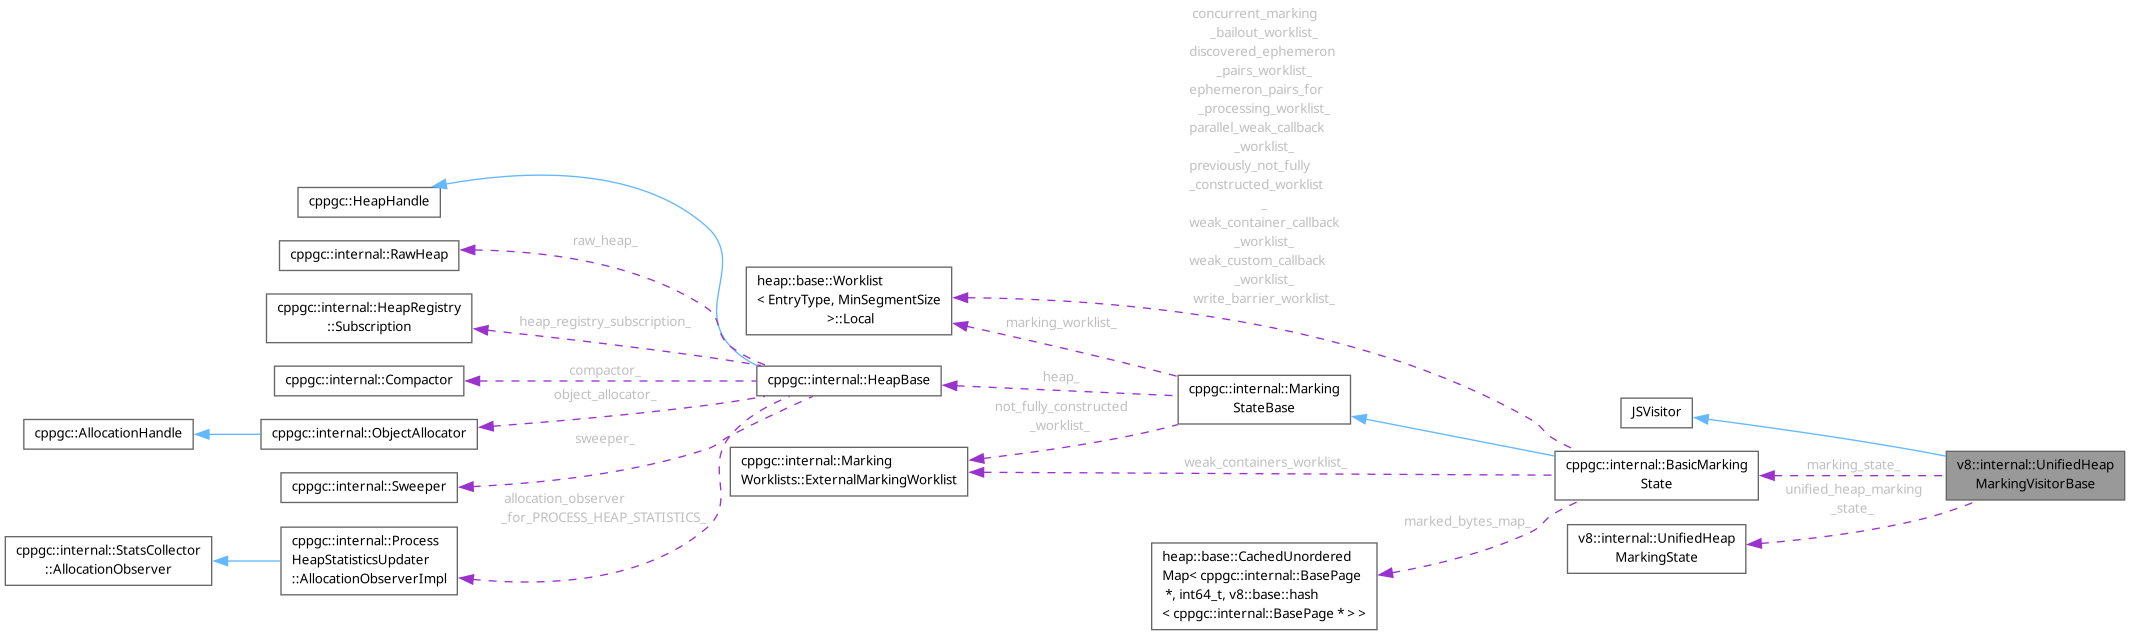 concurrent_marking
_bailout_worklist_
discovered_ephemeron
_pairs_worklist_
ephemeron_pairs_for
_processing_worklist_
parallel_weak_callback
_worklist_
previously_not_fully
_constructed_worklist
_
weak_container_callback
_worklist_
weak_custom_callback
_worklist_
write_barrier_worklist_
cppgc::HeapHandle
raw_heap_
cppgc::internal::RawHeap
cppgc::internal::HeapRegistry
::Subscription
heap_registry_subscription_
heap::base::Worklist
< EntryType, MinSegmentSize
>::Local
marking_worklist_
cppgc::internal::Compactor
compactor_
cppgc::internal::HeapBase
heap_
cppgc::internal::Marking
StateBase
object_allocator_
cppgc::AllocationHandle
cppgc::internal::ObjectAllocator
not_fully_constructed
_worklist_
JSVisitor
sweeper_
cppgc::internal::Sweeper
cppgc::internal::Marking
Worklists::ExternalMarkingWorklist
weak_containers_worklist_
cppgc::internal::BasicMarking
State
marking_state_
v8::internal::UnifiedHeap
MarkingVisitorBase
unified_heap_marking
_state_
allocation_observer
_for_PROCESS_HEAP_STATISTICS_
marked_bytes_map_
cppgc::internal::StatsCollector
::AllocationObserver
cppgc::internal::Process
HeapStatisticsUpdater
::AllocationObserverImpl
v8::internal::UnifiedHeap
MarkingState
heap::base::CachedUnordered
Map< cppgc::internal::BasePage
*, int64_t, v8::base::hash
< cppgc::internal::BasePage * > >